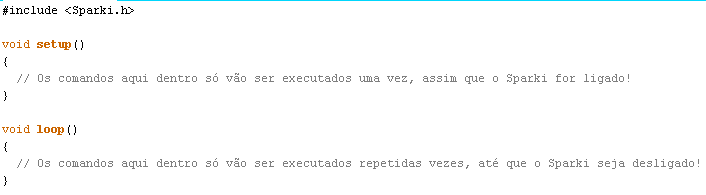 #include <Sparki.h>
void setup()
{
// Os comandos aqui dentro só vão ser executados uma vez, assim que o Sparki for ligado!
}
void loop()
{
// Os comandos aqui dentro só vão ser executados repetidas vezes, até que o Sparki seja desligado!
}